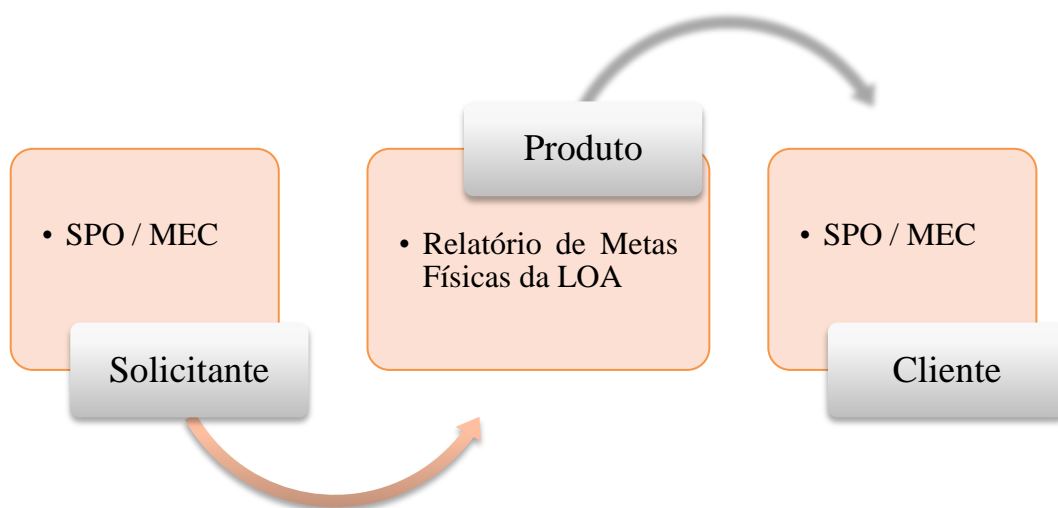 • SPO / MEC
Solicitante
Produto
• Relatório de Metas
Físicas da LOA
• SPO / MEC
Cliente